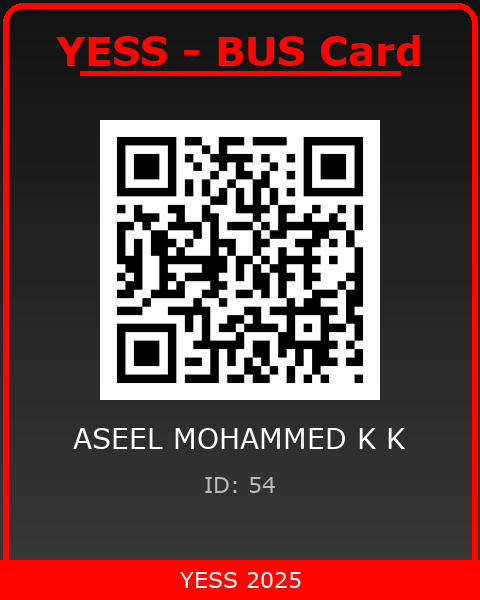 YESS – BUS Card
ASEEL MOHAMMED K K
ID: 54
YESS 2025